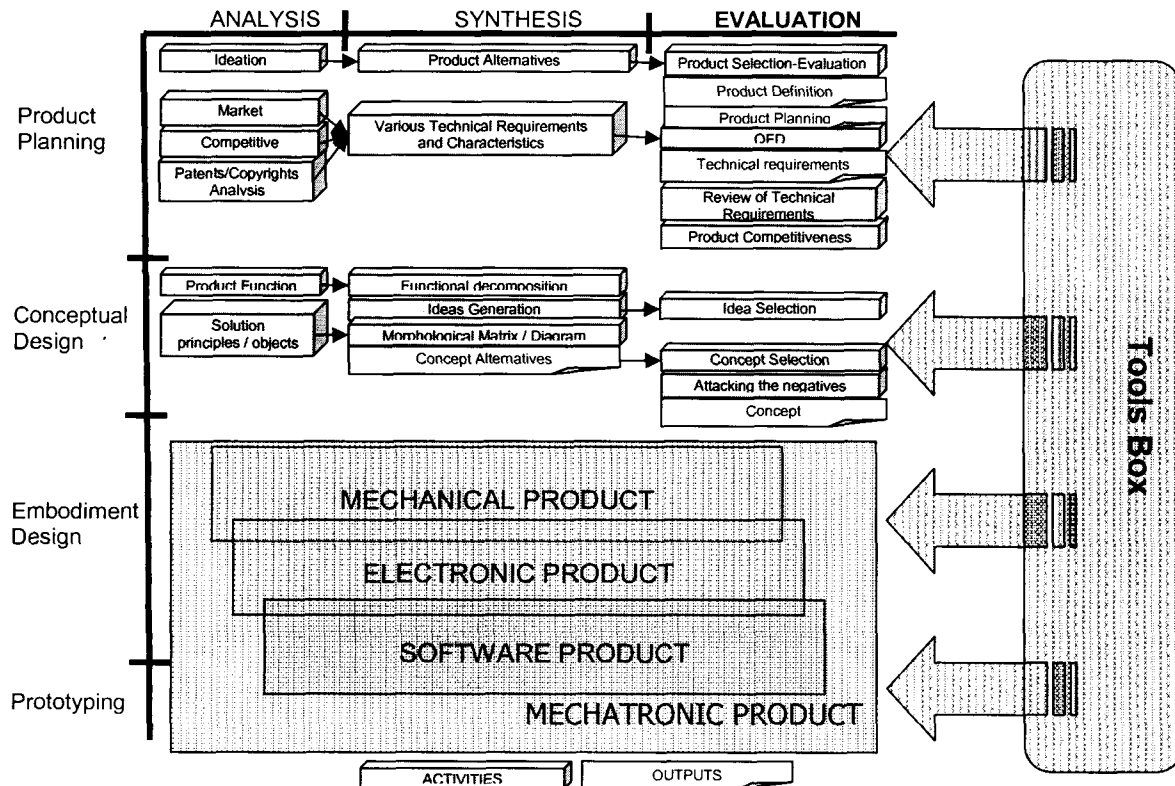 ANALYSIS
SYNTHESIS
EVALUATION
Product
Planning
Ideation
Product Alternatives
Product Selection-Evaluation
Product Definition
Market
Competitive
Patents/Copyrights
Analysis
Various Technical Requirements
and Characteristics
Product Planning
QFD
Technical requirements
Review of Technical
Requirements
Product Competitiveness
Conceptual
Design
Product Function
Functional decomposition
Ideas Generation
Idea Selection
Solution
principles / objects
Morphological Matrix / Diagram
Concept Alternatives
Concept Selection
Attacking the negatives
Concept
Embodiment
Design
MECHANICAL PRODUCT
ELECTRONIC PRODUCT
SOFTWARE PRODUCT
MECHATRONIC PRODUCT
Prototyping
Tools Box
ACTIVITIES
OUTPUTS